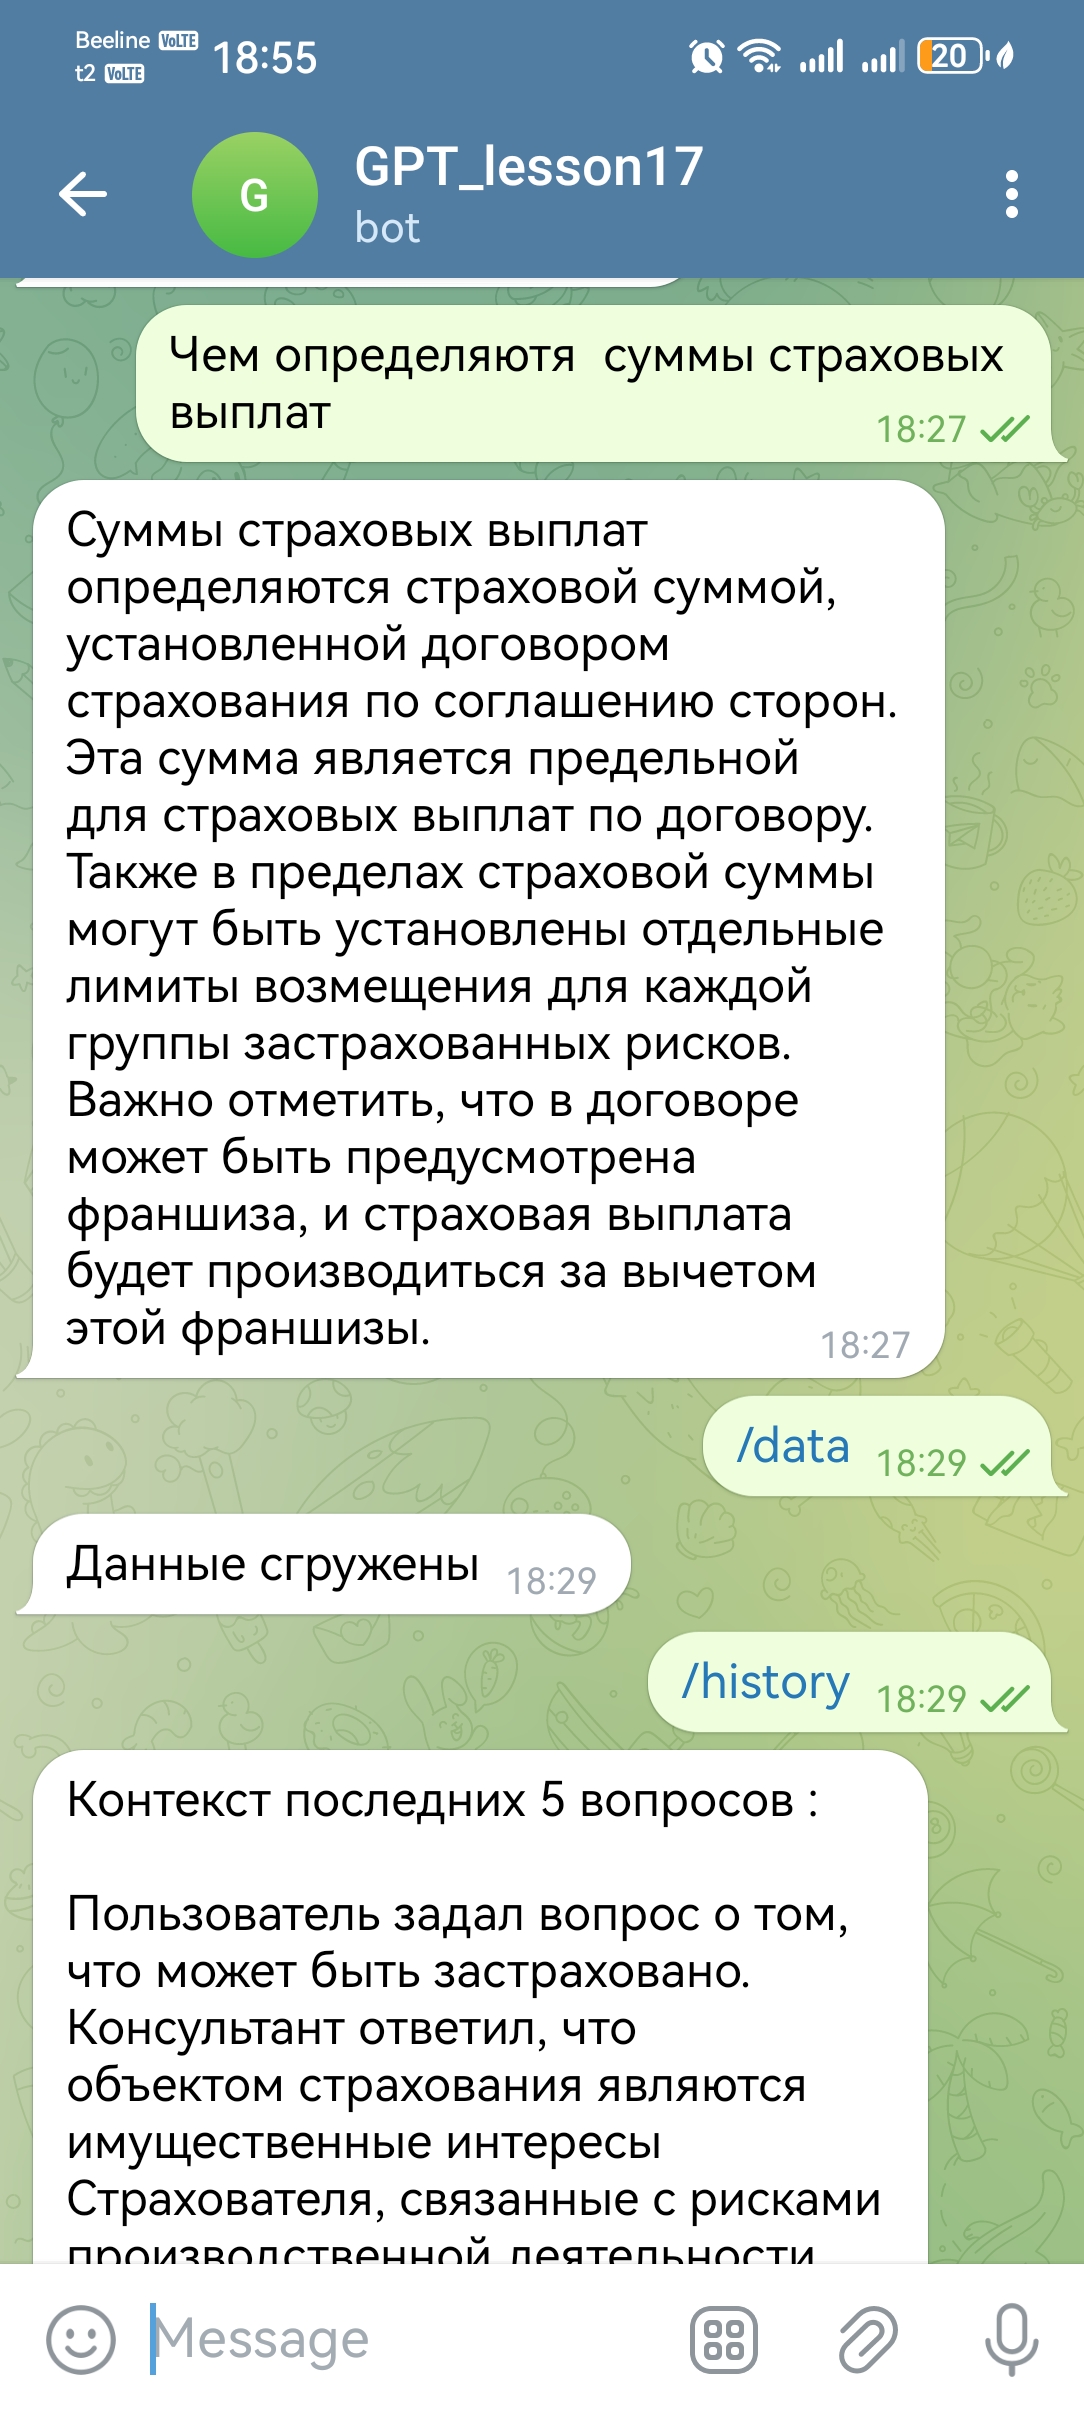 Beeline VoLTE 18:55
t2 VoLTE
20
G
GPT_lesson17
bot
Чем определяютя  суммы страховых
выплат
18:27
Суммы страховых выплат
определяются страховой суммой,
установленной договором
страхования по соглашению сторон.
Эта сумма является предельной
для страховых выплат по договору.
Также в пределах страховой суммы
могут быть установлены отдельные
лимиты возмещения для каждой
группы застрахованных рисков.
Важно отметить, что в договоре
может быть предусмотрена
франшиза, и страховая выплата
будет производиться за вычетом
этой франшизы.
18:27
/data 18:29
Данные сгружены 18:29
/history 18:29
Контекст последних 5 вопросов :
Пользователь задал вопрос о том,
что может быть застраховано.
Консультант ответил, что
объектом страхования являются
имущественные интересы
Страхователя, связанные с рисками
производственной деятельности
Message